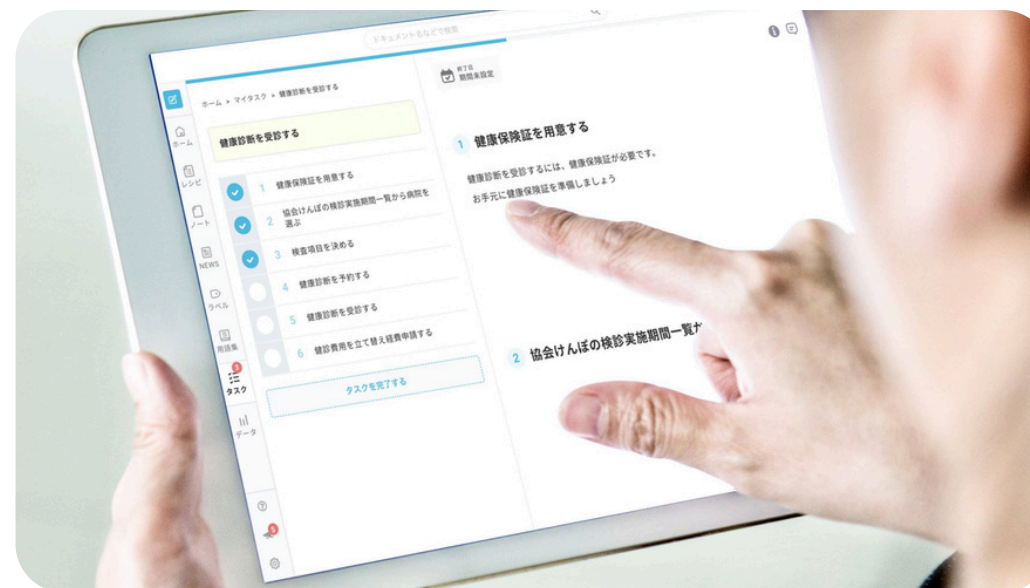 ドキュメント名などで検索
ホーム > マイタスク > 健康診断を受診する
健康診断を受診する
1 健康保険証を用意する
2 協会けんぽの検診実施期間一覧から病院を
選ぶ
3 検査項目を決める
4 健康診断を予約する
5 健康診断を受診する
6 健診費用を立て替え経費申請する
タスクを完了する
ホーム
レシピ
ノート
NEWS
ラベル
用語集
3
タスク
データ
5
終了日
期間未設定
1 健康保険証を用意する
健康診断を受診するには、健康保険証が必要です。
お手元に健康保険証を準備しましょう
2 協会けんぽの検診実施期間一覧か